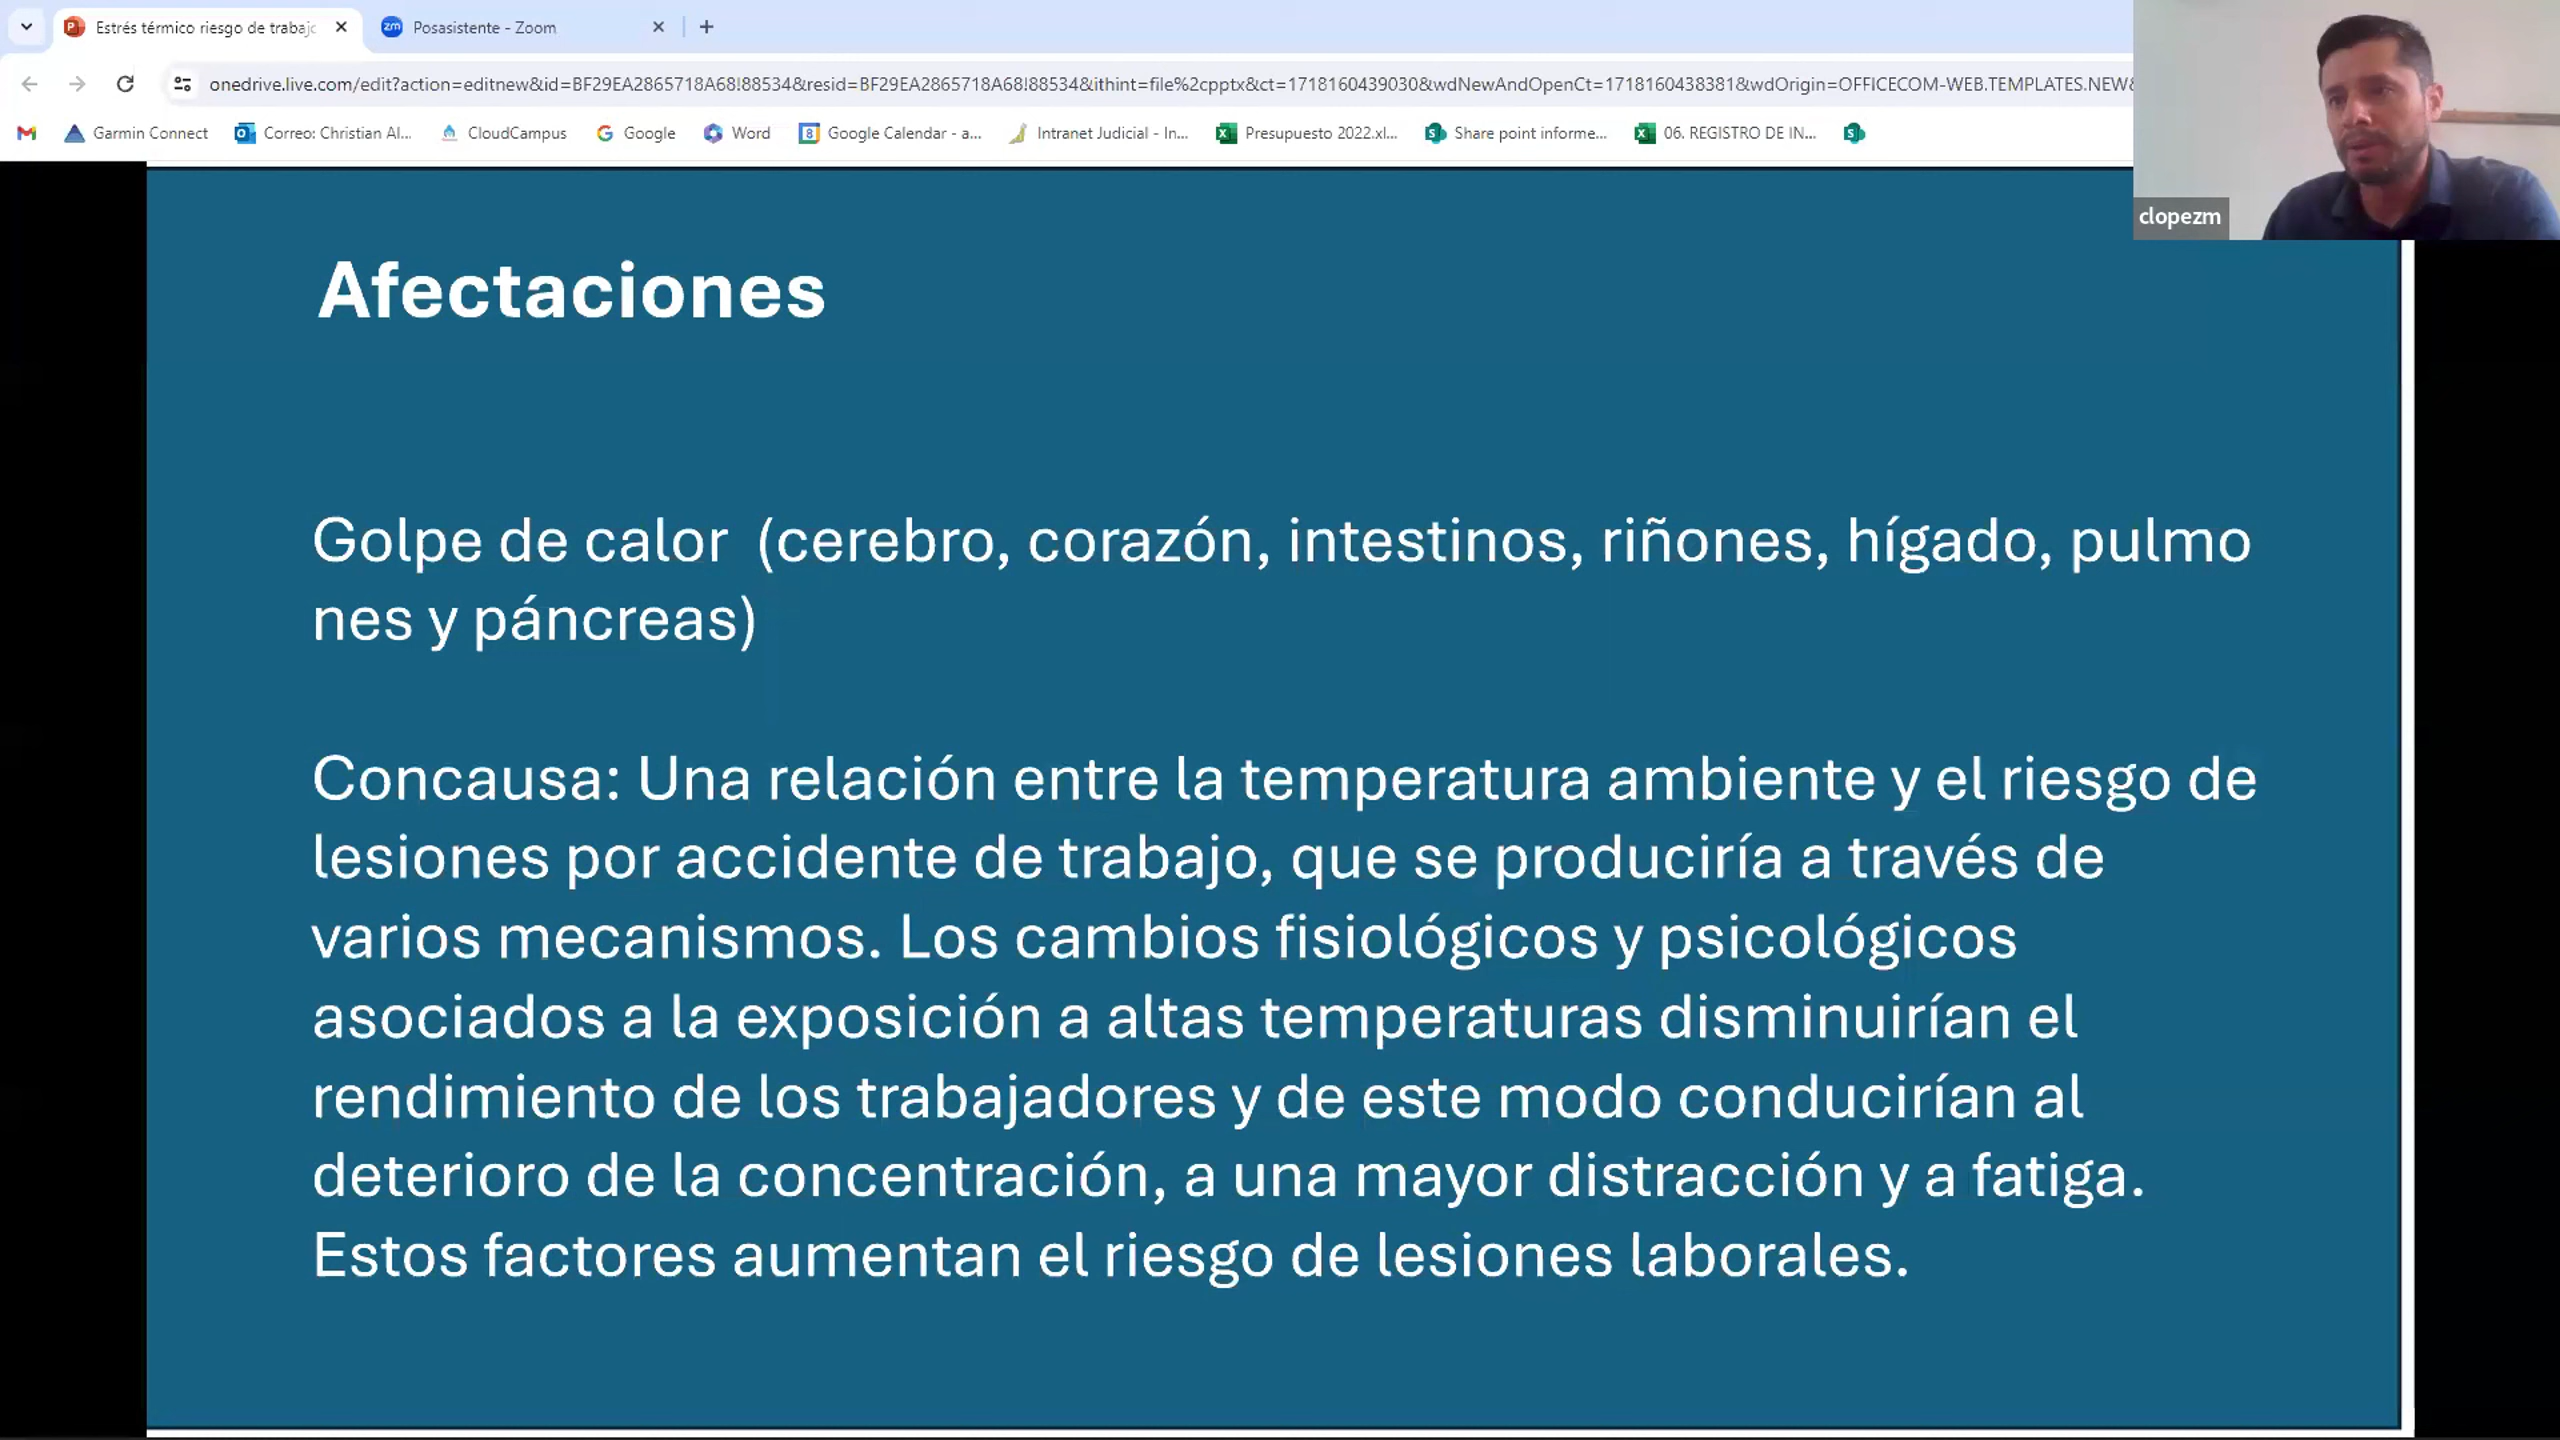 Estrés térmico riesgo de trabajo
Posasistente - Zoom
onedrive.live.com/edit?action=editnew&id=BF29EA2865718A68!88534&resid=BF29EA2865718A68!88534&ithint=file%2cpptx&ct=1718160439030&wdNewAndOpenCt=1718160438381&wdOrigin=OFFICECOM-WEB.TEMPLATES.NEW&
Garmin Connect
Correo: Christian Al...
CloudCampus
Google
Word
Google Calendar - a...
Intranet Judicial - In...
Presupuesto 2022.xl...
Share point informe...
06. REGISTRO DE IN...
clopezm
Afectaciones
Golpe de calor (cerebro, corazón, intestinos, riñones, hígado, pulmo
nes y páncreas)
Concausa: Una relación entre la temperatura ambiente y el riesgo de
lesiones por accidente de trabajo, que se produciría a través de
varios mecanismos. Los cambios fisiológicos y psicológicos
asociados a la exposición a altas temperaturas disminuirían el
rendimiento de los trabajadores y de este modo conducirían al
deterioro de la concentración, a una mayor distracción y a fatiga.
Estos factores aumentan el riesgo de lesiones laborales.